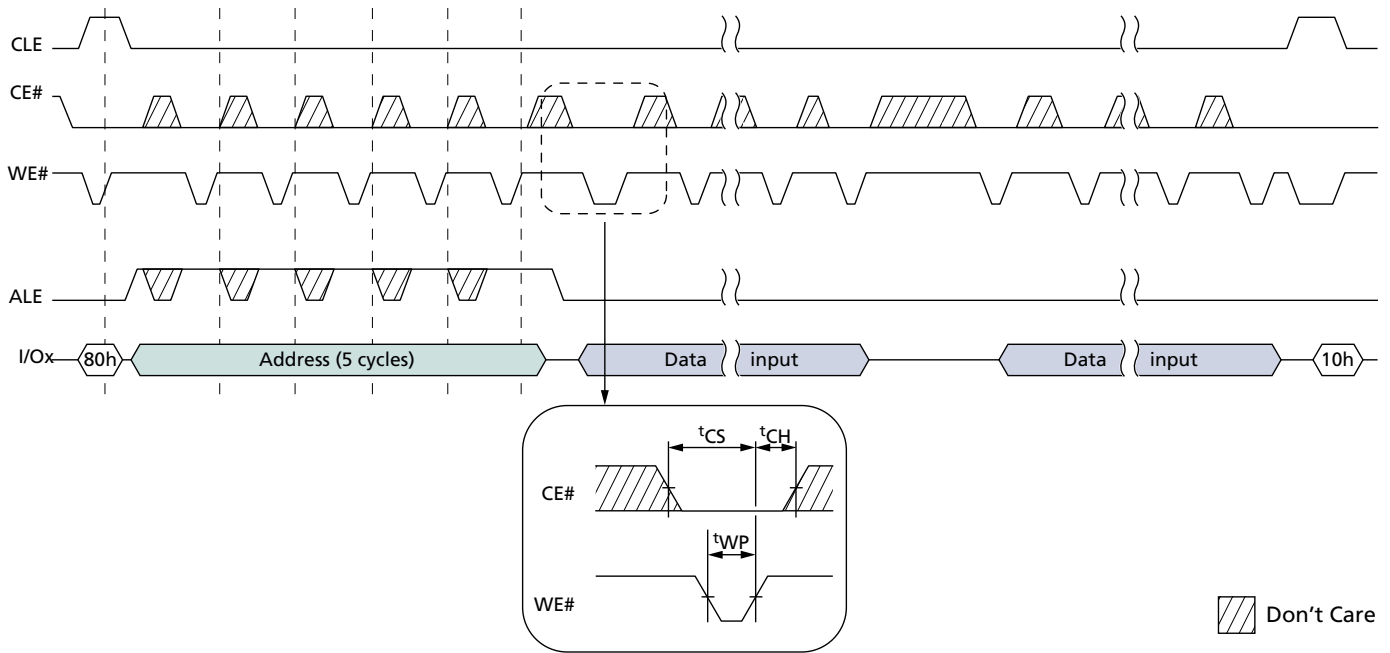 CLE
CE#
WE#
ALE
I/Ox 80h Address (5 cycles) Data input Data input 10h
tCS tCH
CE#
tWP
WE#
Don't Care